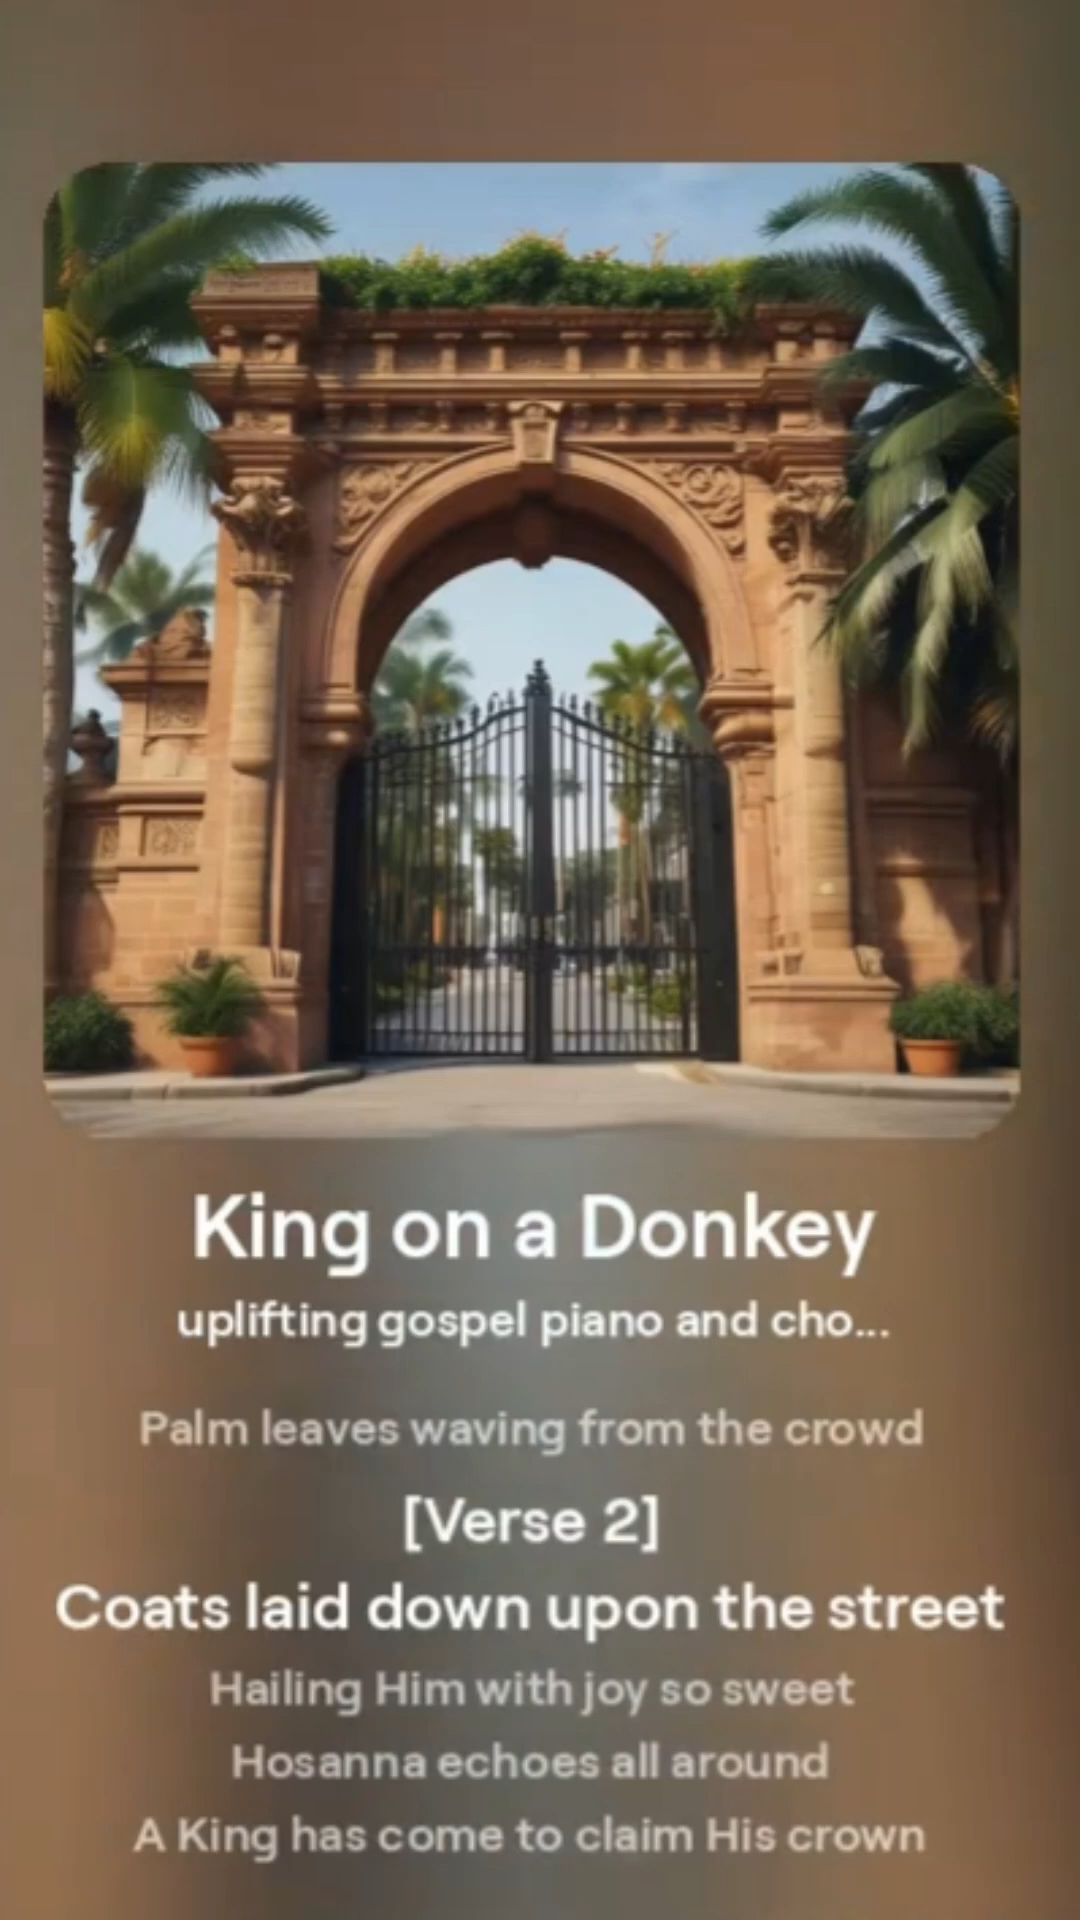 King on a Donkey
uplifting gospel piano and cho...
Palm leaves waving from the crowd
[Verse 2]
Coats laid down upon the street
Hailing Him with joy so sweet
Hosanna echoes all around
A King has come to claim His crown